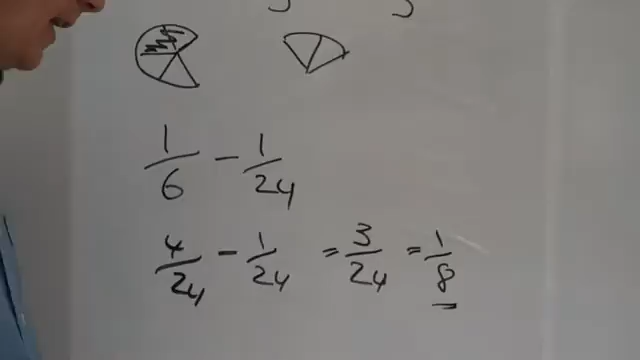 1/6 - 1/24
4/24 - 1/24 = 3/24 = 1/8